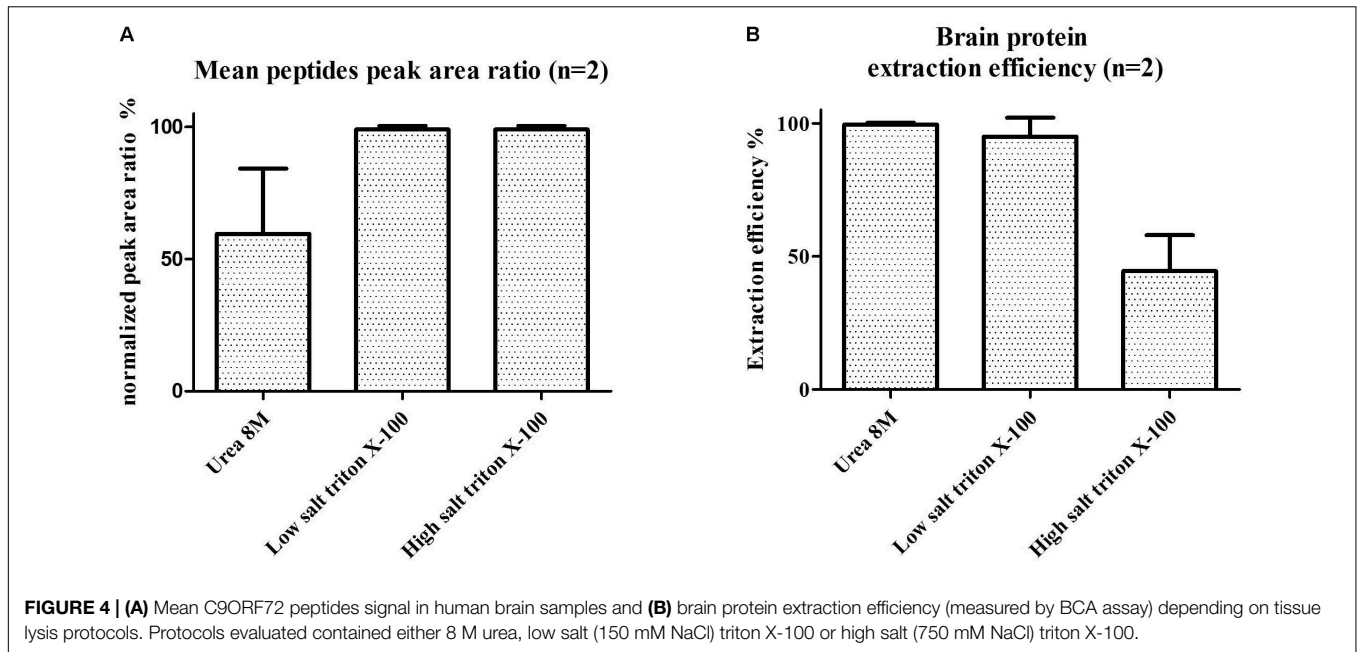 A
Mean peptides peak area ratio (n=2)
normalized peak area ratio %
100
50
0
Urea 8M
Low salt triton X-100
High salt triton X-100
B
Brain protein
extraction efficiency (n=2)
Extraction efficiency %
100
50
0
Urea 8M
Low salt triton X-100
High salt triton X-100
FIGURE 4 | (A) Mean C9ORF72 peptides signal in human brain samples and (B) brain protein extraction efficiency (measured by BCA assay) depending on tissue
lysis protocols. Protocols evaluated contained either 8 M urea, low salt (150 mM NaCl) triton X-100 or high salt (750 mM NaCl) triton X-100.